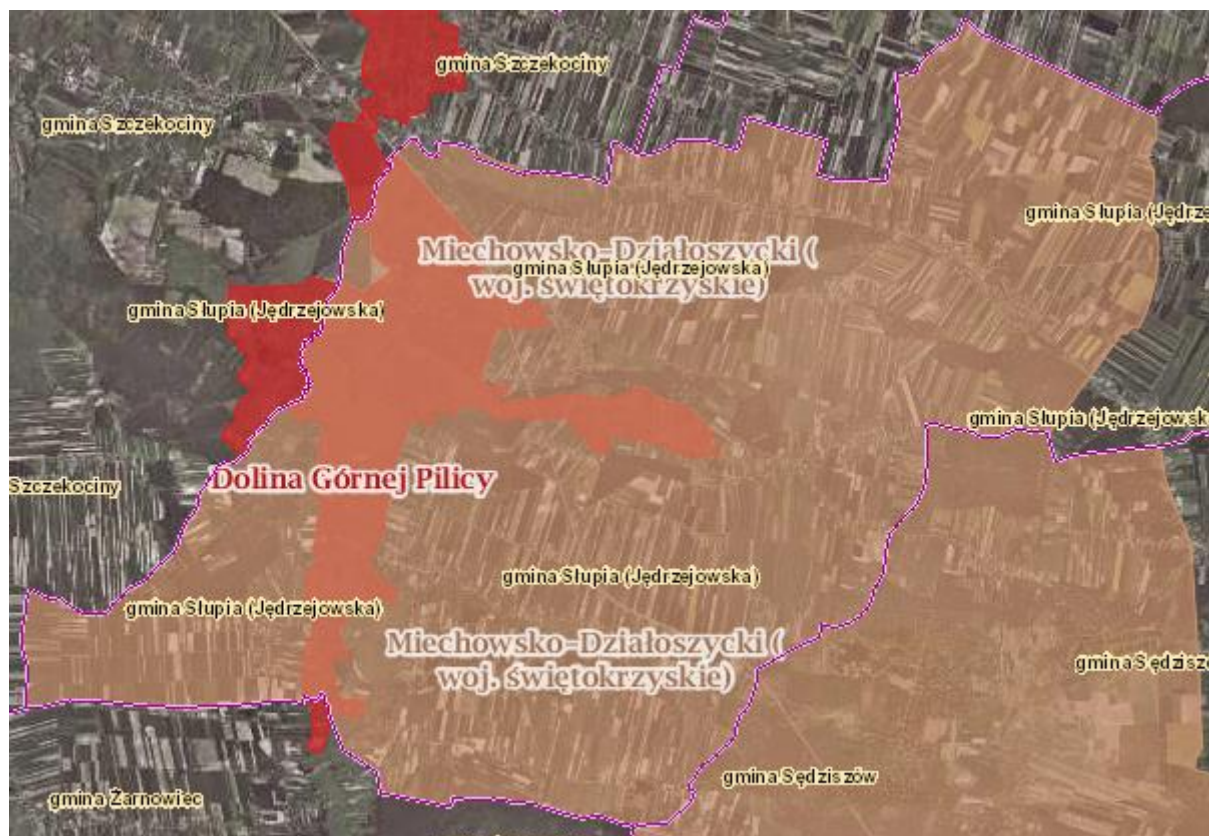 gmina Szczekociny
gmina Szczekociny
gmina Słupia (Jędrze
Miechowsko-Działoszycki (
woj. świętokrzyskie)
gmina Słupia (Jędrzejowska)
gmina Słupia (Jędrzejowska)
gmina Słupia (Jędrzejowsk
Dolina Górnej Pilicy
Szczekociny
gmina Słupia (Jędrzejowska)
gmina Słupia (Jędrzejowska)
Miechowsko-Działoszycki (
woj. świętokrzyskie)
gmina Sędzisz
gmina Sędziszów
gmina Żarnowiec